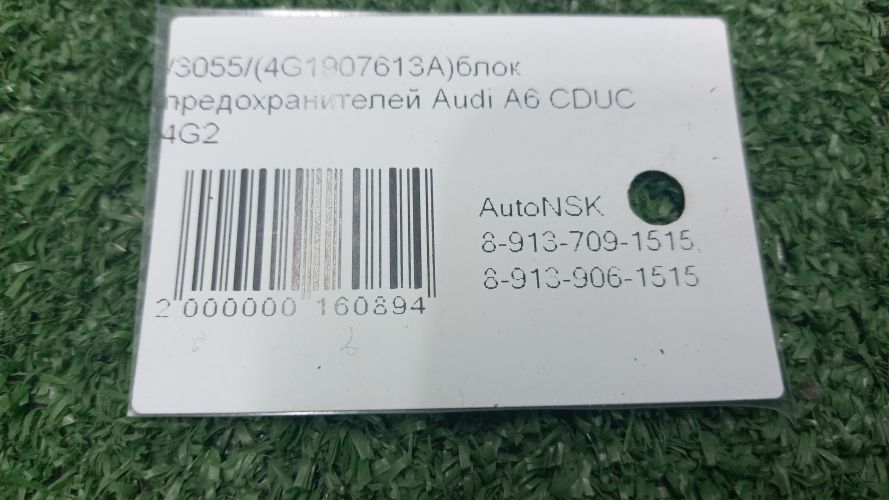 /3055/(4G1907613A)блок
предохранителей Audi A6 CDUC
4G2
AutoNSK
8-913-709-1515,
8-913-906-1515
2 000000 160894